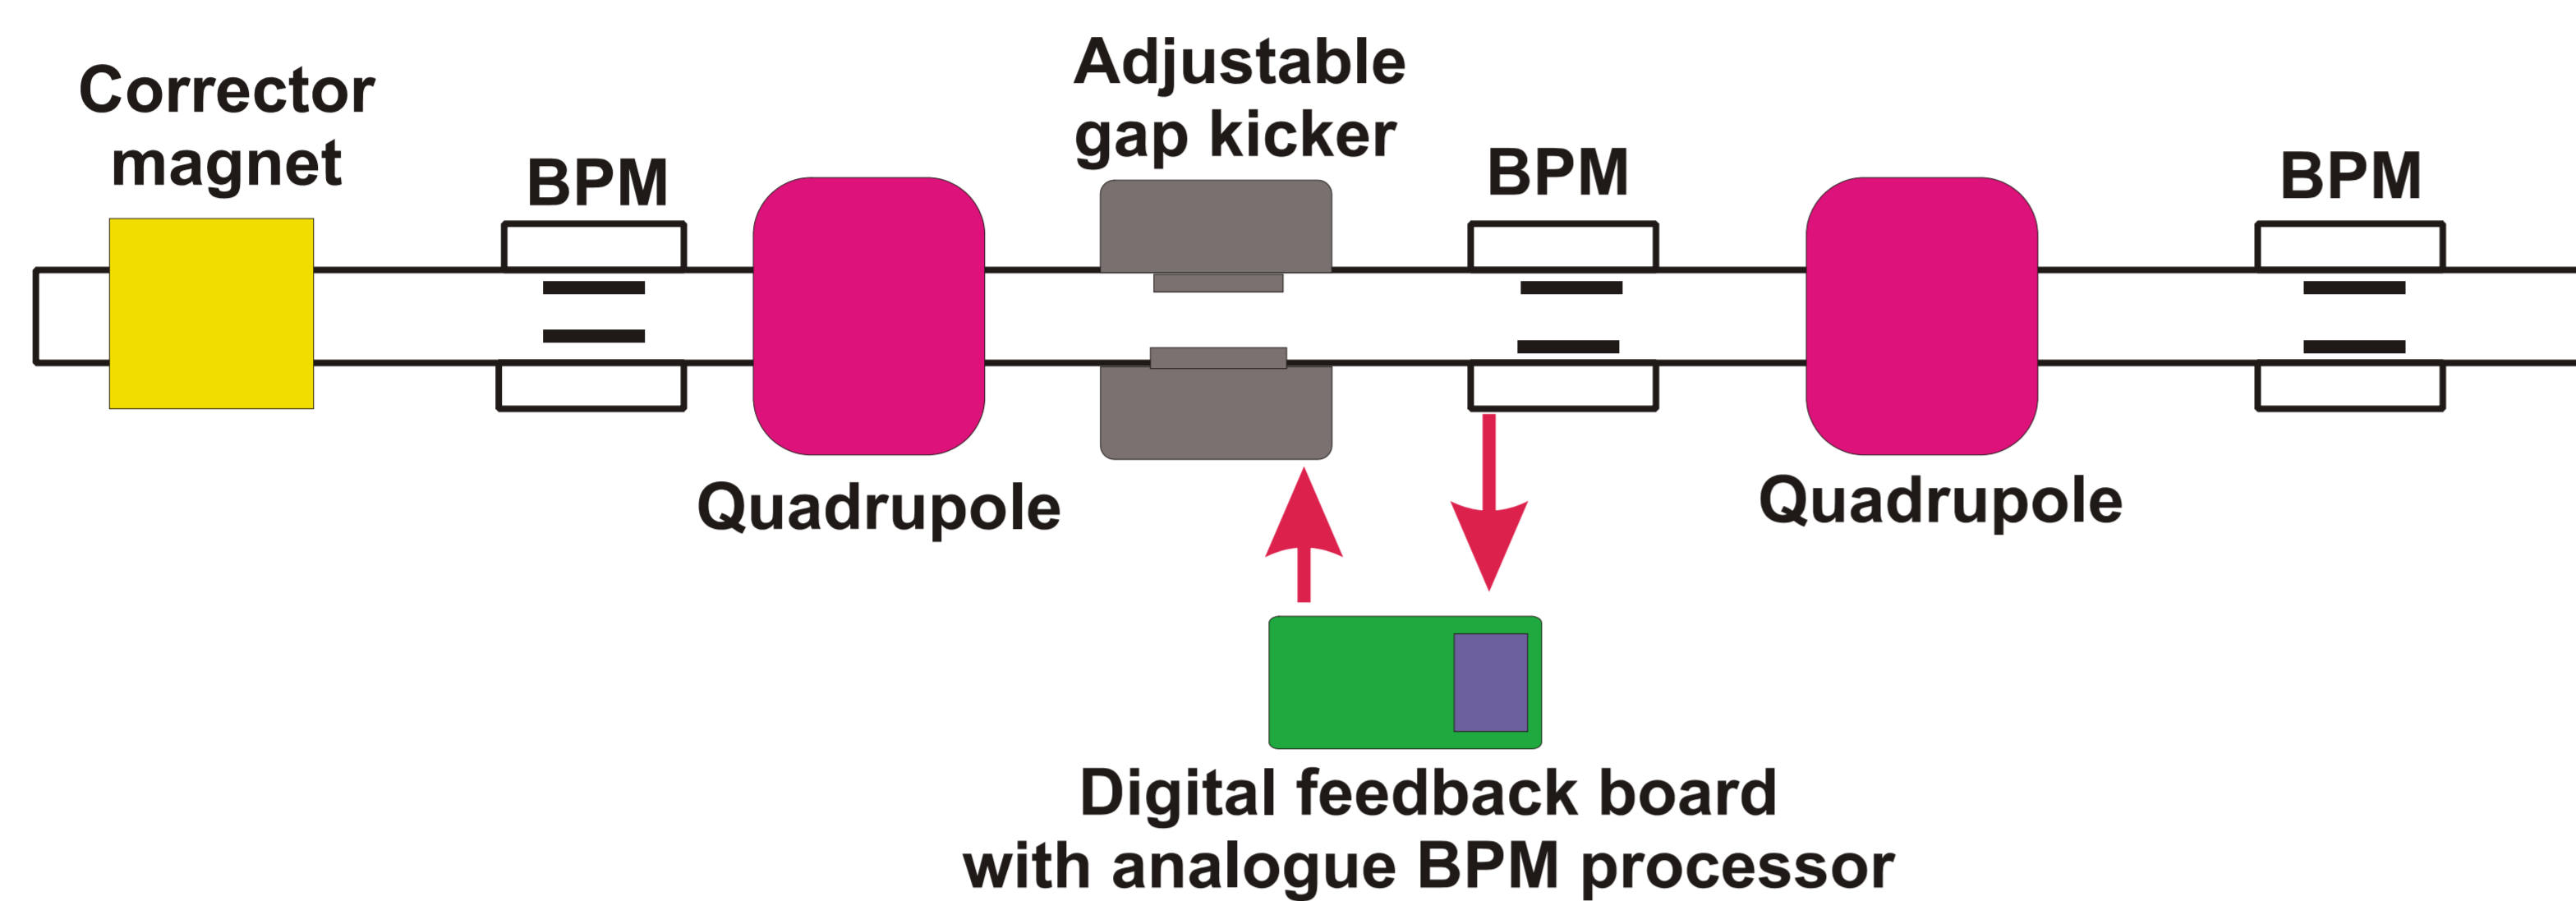 Corrector
magnet
BPM
Adjustable
gap kicker
BPM
BPM
Quadrupole
Quadrupole
Digital feedback board
with analogue BPM processor